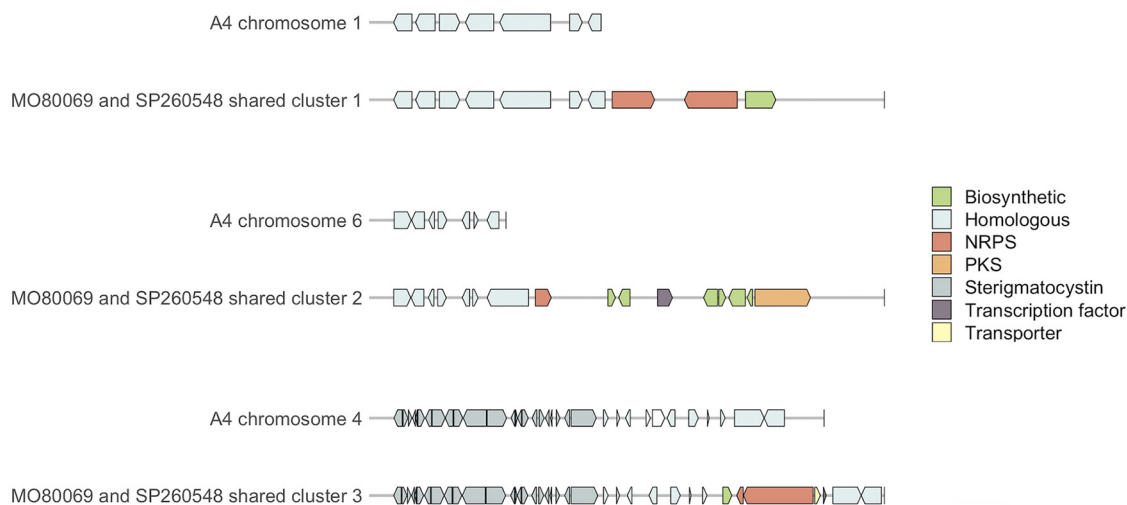 A4 chromosome 1
MO80069 and SP260548 shared cluster 1
A4 chromosome 6
MO80069 and SP260548 shared cluster 2
A4 chromosome 4
MO80069 and SP260548 shared cluster 3
Biosynthetic
Homologous
NRPS
PKS
Sterigmatocystin
Transcription factor
Transporter